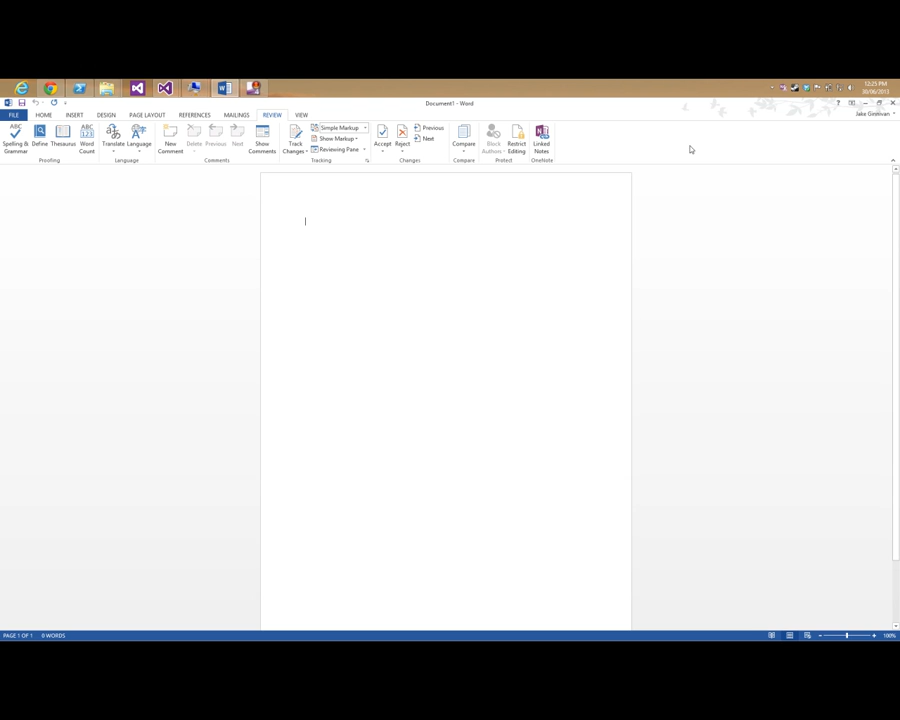 12:25 PM
30/06/2013
Document1 - Word
FILE HOME INSERT DESIGN PAGE LAYOUT REFERENCES MAILINGS REVIEW VIEW
ABC
Spelling & Grammar
Define
Thesaurus
ABC 123
Word Count
Proofing
Translate
Language
Language
New Comment
Delete
Previous
Next
Show Comments
Comments
Track Changes
Simple Markup
Show Markup
Reviewing Pane
Tracking
Accept
Reject
Previous
Next
Changes
Compare
Compare
Block Authors
Restrict Editing
Protect
Linked Notes
OneNote
PAGE 1 OF 1 0 WORDS
100%